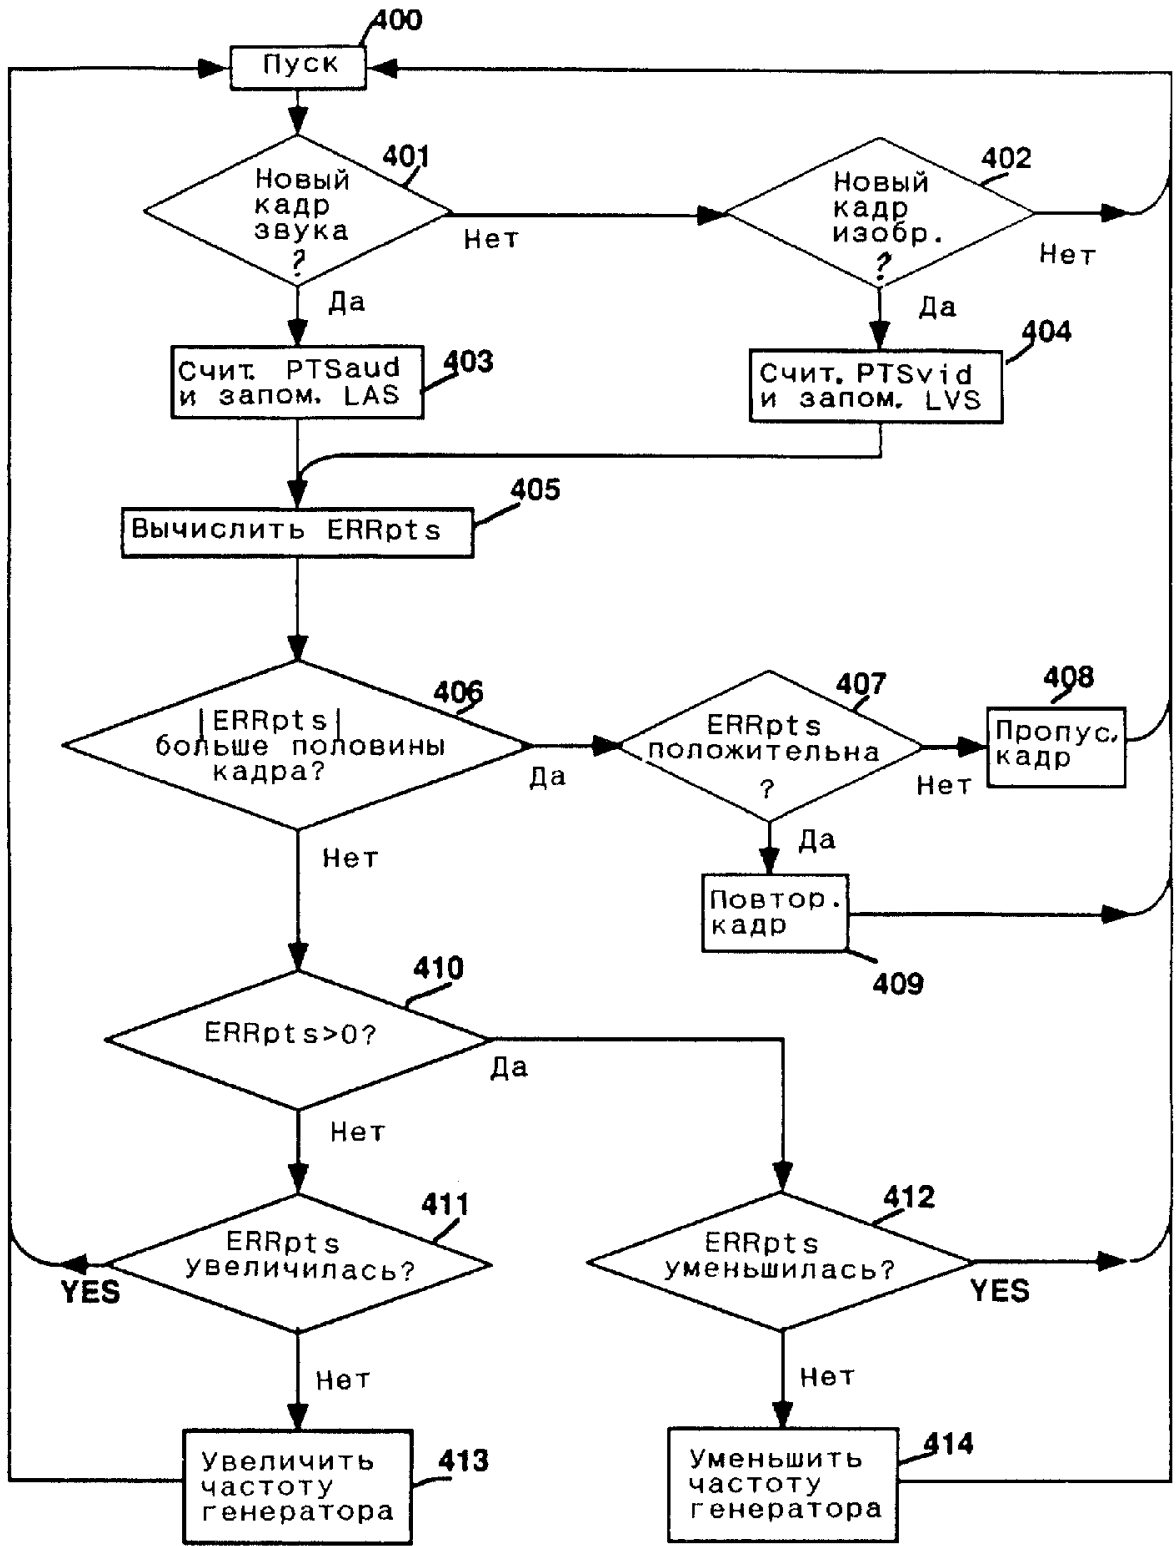 400
Пуск
401
Новый
кадр
звука
?
Нет
Да
402
Новый
кадр
изобр.
?
Нет
Да
403
Счит. PTSaud
и запом. LAS
404
Счит. PTSvid
и запом. LVS
405
Вычислить ERRpts
406
|ERRpts|
больше половины
кадра?
Да
Нет
407
ERRpts
положительна
?
Нет
Да
408
Пропус.
кадр
Повтор.
кадр
409
410
ERRpts>0?
Да
Нет
411
ERRpts
увеличилась?
YES
Нет
412
ERRpts
уменьшилась?
YES
Нет
Увеличить
частоту
генератора
413
Уменьшить
частоту
генератора
414